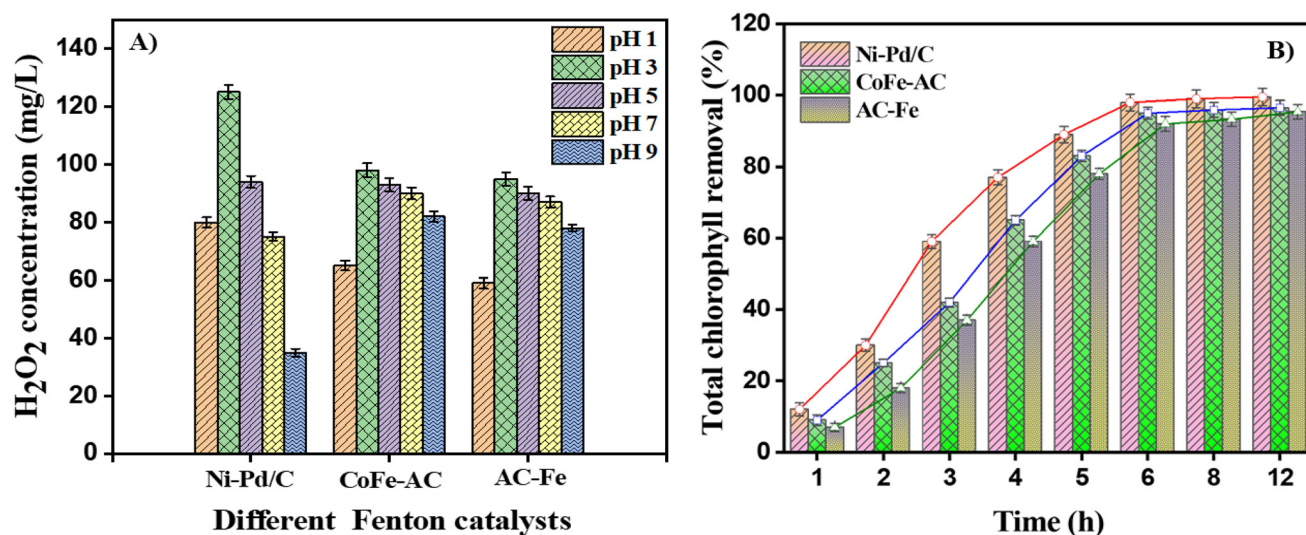 A)
pH 1
pH 3
pH 5
pH 7
pH 9
H₂O₂ concentration (mg/L)
140
120
100
80
60
40
20
0
Ni-Pd/C CoFe-AC AC-Fe
Different Fenton catalysts
B)
Ni-Pd/C
CoFe-AC
AC-Fe
Total chlorophyll removal (%)
120
100
80
60
40
20
0
1 2 3 4 5 6 8 12
Time (h)